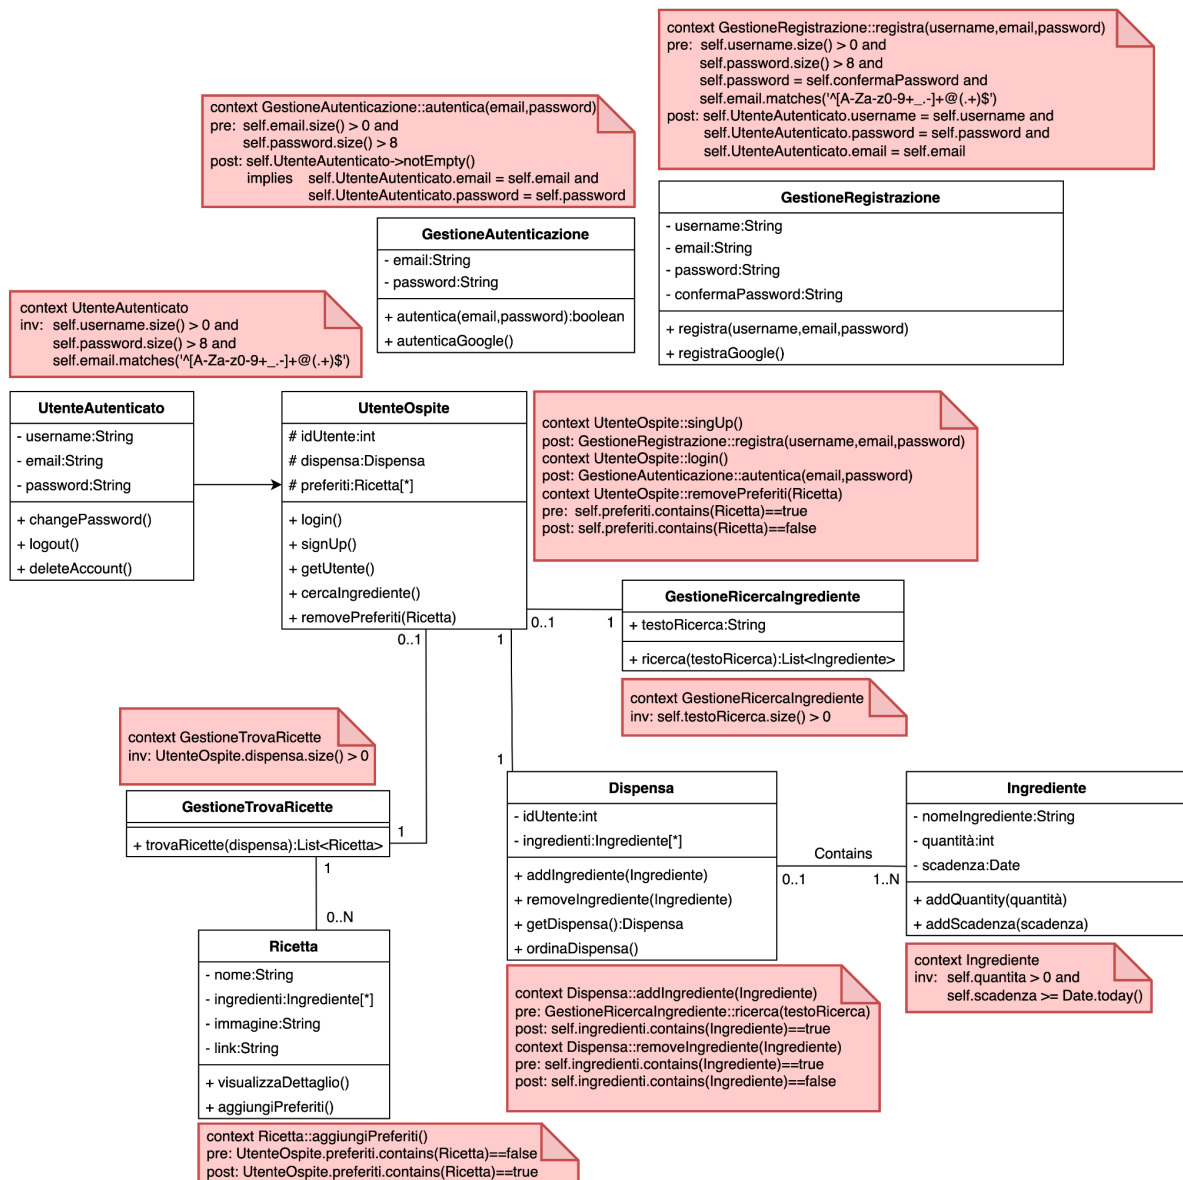 context GestioneRegistrazione::registra(username,email,password)
pre: self.username.size() > 0 and
self.password.size() > 8 and
self.password = self.confermaPassword and
self.email.matches('^[A-Za-z0-9+_.-]+@(.+)$')
post: self.UtenteAutenticato.username = self.username and
self.UtenteAutenticato.password = self.password and
self.UtenteAutenticato.email = self.email
context GestioneAutenticazione::autentica(email,password)
pre: self.email.size() > 0 and
self.password.size() > 8
post: self.UtenteAutenticato->notEmpty()
implies self.UtenteAutenticato.email = self.email and
self.UtenteAutenticato.password = self.password
GestioneRegistrazione
- username:String
- email:String
- password:String
- confermaPassword:String
+ registra(username,email,password)
+ registraGoogle()
GestioneAutenticazione
- email:String
- password:String
+ autentica(email,password):boolean
+ autenticaGoogle()
context UtenteAutenticato
inv: self.username.size() > 0 and
self.password.size() > 8 and
self.email.matches('^[A-Za-z0-9+_.-]+@(.+)$')
UtenteAutenticato
- username:String
- email:String
- password:String
+ changePassword()
+ logout()
+ deleteAccount()
UtenteOspite
# idUtente:int
# dispensa:Dispensa
# preferiti:Ricetta[*]
+ login()
+ signUp()
+ getUtente()
+ cercaIngrediente()
+ removePreferiti(Ricetta)
context UtenteOspite::singUp()
post: GestioneRegistrazione::registra(username,email,password)
context UtenteOspite::login()
post: GestioneAutenticazione::autentica(email,password)
context UtenteOspite::removePreferiti(Ricetta)
pre: self.preferiti.contains(Ricetta)==true
post: self.preferiti.contains(Ricetta)==false
0..1
1
0..1
1
GestioneRicercaIngrediente
+ testoRicerca:String
+ ricerca(testoRicerca):List<Ingrediente>
context GestioneRicercaIngrediente
inv: self.testoRicerca.size() > 0
context GestioneTrovaRicette
inv: UtenteOspite.dispensa.size() > 0
1
GestioneTrovaRicette
+ trovaRicette(dispensa):List<Ricetta>
1
1
0..N
Dispensa
- idUtente:int
- ingredienti:Ingrediente[*]
+ addIngrediente(Ingrediente)
+ removeIngrediente(Ingrediente)
+ getDispensa():Dispensa
+ ordinaDispensa()
Contains
0..1
1..N
Ingrediente
- nomeIngrediente:String
- quantità:int
- scadenza:Date
+ addQuantity(quantità)
+ addScadenza(scadenza)
context Ingrediente
inv: self.quantita > 0 and
self.scadenza >= Date.today()
Ricetta
- nome:String
- ingredienti:Ingrediente[*]
- immagine:String
- link:String
+ visualizzaDettaglio()
+ aggiungiPreferiti()
context Dispensa::addIngrediente(Ingrediente)
pre: GestioneRicercaIngrediente::ricerca(testoRicerca)
post: self.ingredienti.contains(Ingrediente)==true
context Dispensa::removeIngrediente(Ingrediente)
pre: self.ingredienti.contains(Ingrediente)==true
post: self.ingredienti.contains(Ingrediente)==false
context Ricetta::aggiungiPreferiti()
pre: UtenteOspite.preferiti.contains(Ricetta)==false
post: UtenteOspite.preferiti.contains(Ricetta)==true